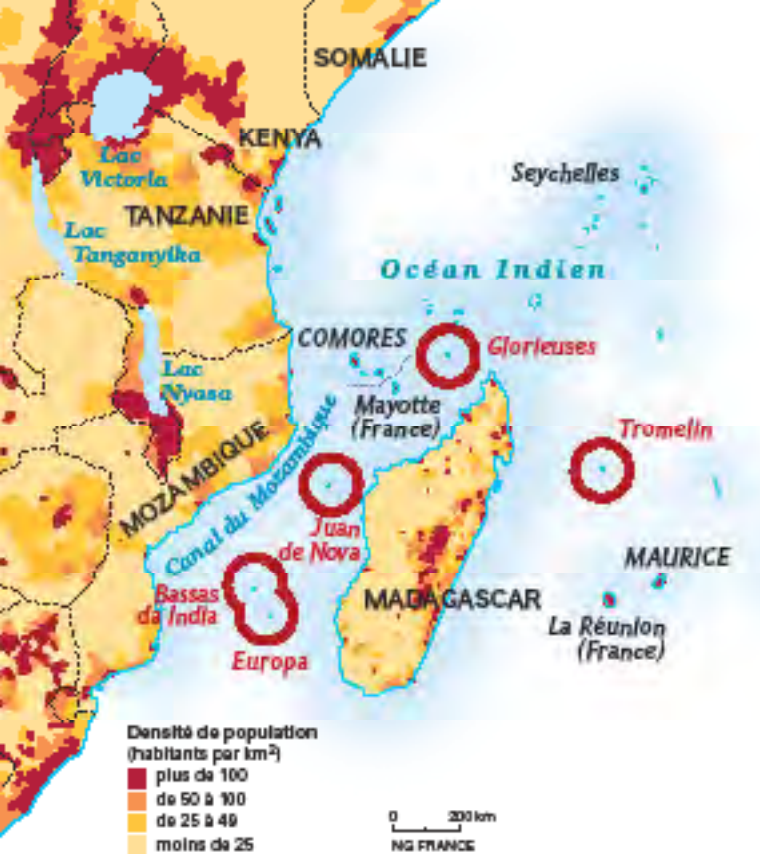 SOMALIE
KENYA
Lac
Victoria
Seychelles
TANZANIE
Lac
Tanganyika
Océan Indien
COMORES
Glorieuses
Lac
Nyasa
Mayotte
(France)
Tromelin
MOZAMBIQUE
Canal du Mozambique
Juan
de Nova
MAURICE
Bassas
da India
MADAGASCAR
La Réunion
(France)
Europa
Densité de population
(habitants per km²)
plus de 100
de 50 à 100
de 25 à 49
moins de 25
0 200 km
NG FRANCE